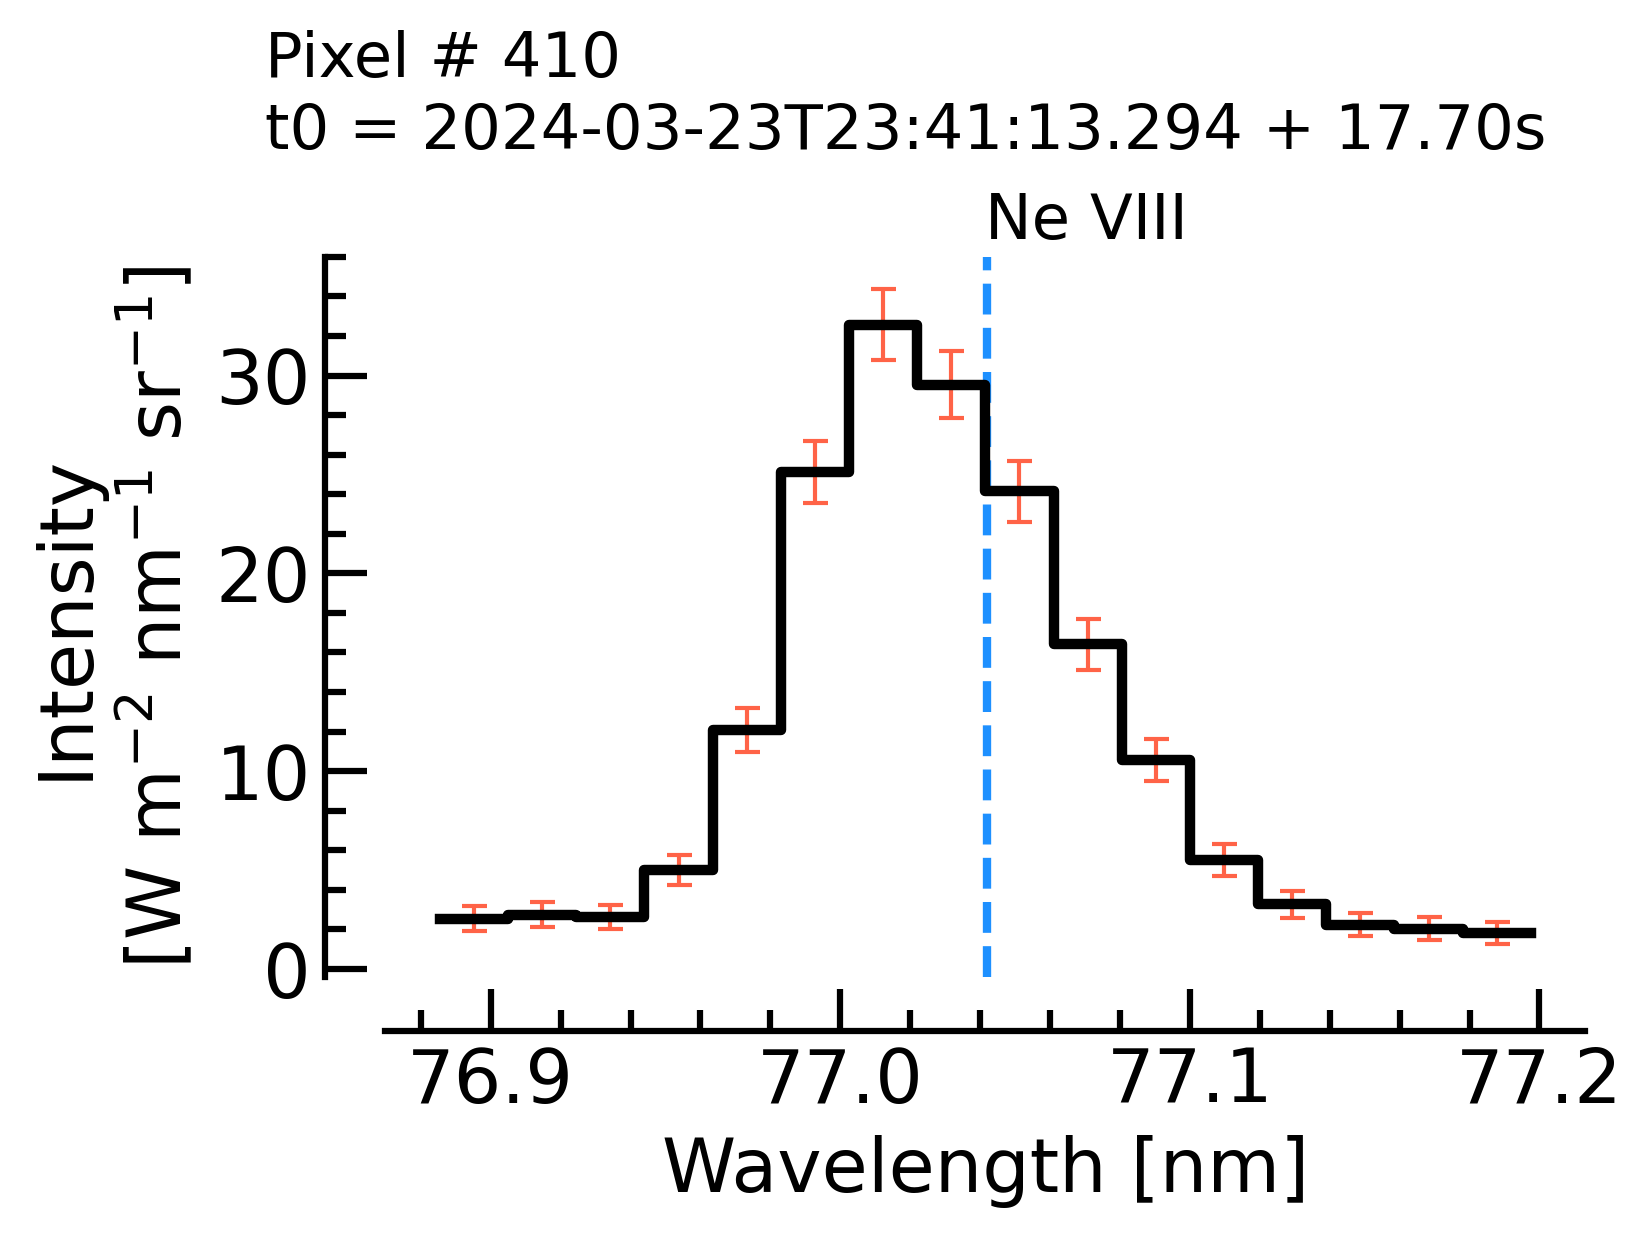 Pixel # 410
t0 = 2024-03-23T23:41:13.294 + 17.70s
Ne VIII
Intensity
[W m⁻² nm⁻¹ sr⁻¹]
30
20
10
0
76.9 77.0 77.1 77.2
Wavelength [nm]